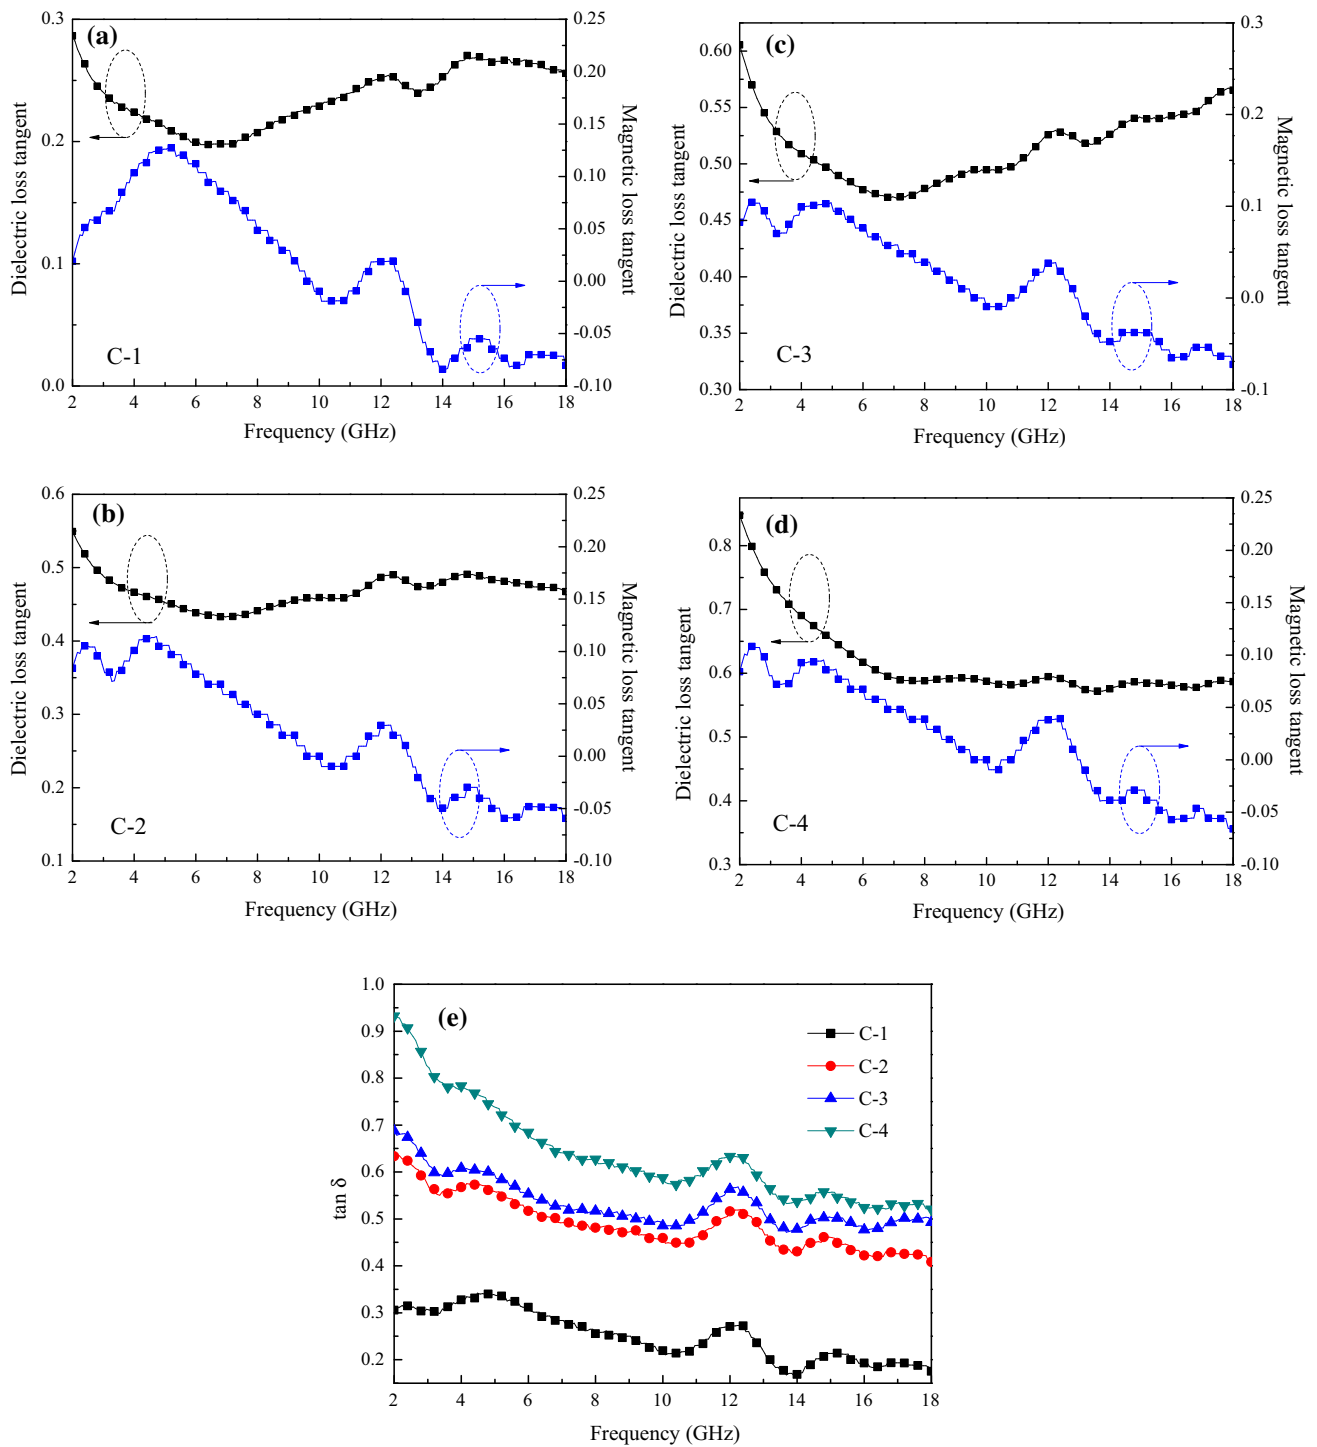 (a)
0.3
0.2
0.1
0.0
Dielectric loss tangent
0.25
0.20
0.15
0.10
0.05
0.00
-0.05
-0.10
Magnetic loss tangent
C-1
2 4 6 8 10 12 14 16 18
Frequency (GHz)
(c)
0.60
0.55
0.50
0.45
0.40
0.35
0.30
Dielectric loss tangent
0.3
0.2
0.1
0.0
-0.1
Magnetic loss tangent
C-3
2 4 6 8 10 12 14 16 18
Frequency (GHz)
(b)
0.6
0.5
0.4
0.3
0.2
0.1
Dielectric loss tangent
0.25
0.20
0.15
0.10
0.05
0.00
-0.05
-0.10
Magnetic loss tangent
C-2
2 4 6 8 10 12 14 16 18
Frequency (GHz)
(d)
0.8
0.7
0.6
0.5
0.4
0.3
Dielectric loss tangent
0.25
0.20
0.15
0.10
0.05
0.00
-0.05
-0.10
Magnetic loss tangent
C-4
2 4 6 8 10 12 14 16 18
Frequency (GHz)
(e)
1.0
0.9
0.8
0.7
0.6
0.5
0.4
0.3
0.2
tan δ
C-1
C-2
C-3
C-4
2 4 6 8 10 12 14 16 18
Frequency (GHz)